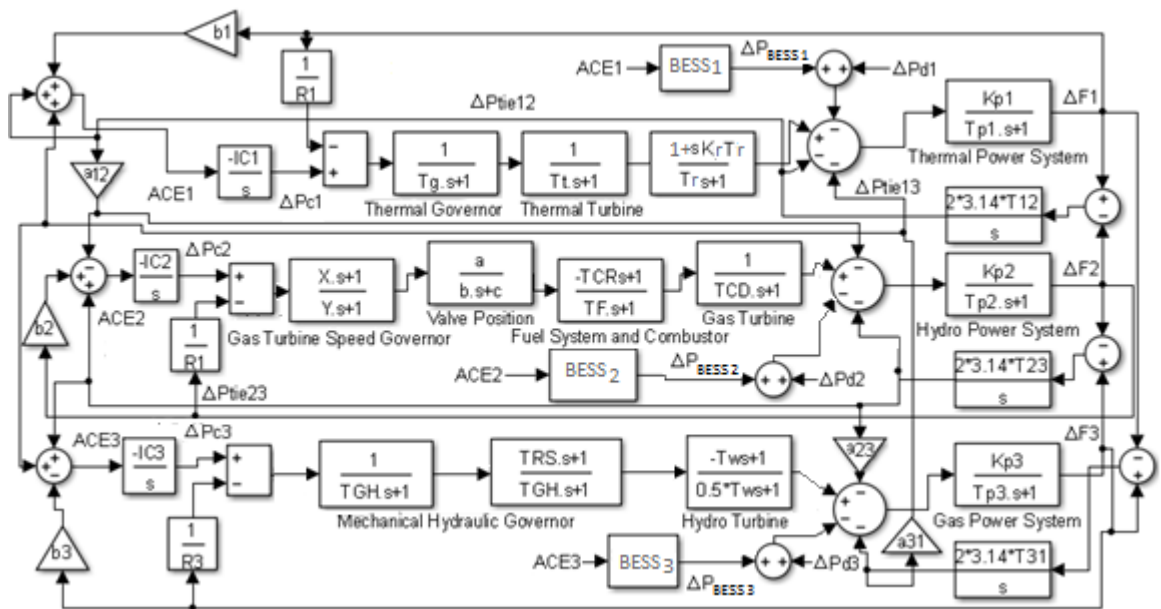 b1
1
R1
ACE1
BESS1
ΔPBESS1
+ +
ΔPd1
ΔPtie12
Kp1
Tp1.s+1
ΔF1
Thermal Power System
a12
ACE1
-IC1
s
ΔPc1
1
Tg.s+1
Thermal Governor
1
Tt.s+1
Thermal Turbine
1+sKrTr
Trs+1
ΔPtie13
2*3.14*T12
s
ΔPc2
-IC2
s
ACE2
b2
1
R1
X.s+1
Y.s+1
Gas Turbine Speed Governor
a
b.s+c
Valve Position
-TCRs+1
TF.s+1
Fuel System and Combustor
1
TCD.s+1
Gas Turbine
Kp2
Tp2.s+1
ΔF2
Hydro Power System
ACE2
BESS2
ΔPBESS2
+ +
ΔPd2
2*3.14*T23
s
ΔPtie23
ACE3
ΔPc3
-IC3
s
1
TGH.s+1
TRS.s+1
TGH.s+1
Mechanical Hydraulic Governor
-Tws+1
0.5*Tws+1
Hydro Turbine
a23
Kp3
Tp3.s+1
ΔF3
Gas Power System
a31
b3
1
R3
ACE3
BESS3
ΔPBESS3
+ +
ΔPd3
2*3.14*T31
s